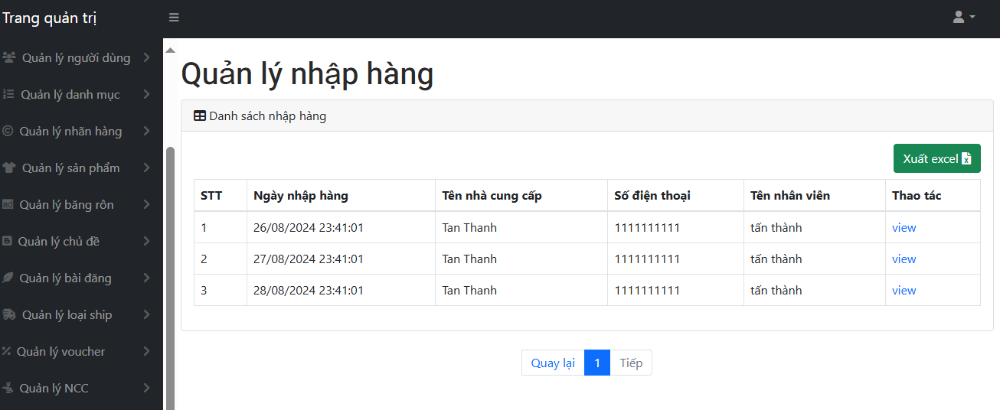 Trang quản trị
Quản lý người dùng
Quản lý danh mục
Quản lý nhãn hàng
Quản lý sản phẩm
ad Quản lý băng rôn
Quản lý chủ đề
Quản lý bài đăng
Quản lý loại ship
Quản lý voucher
Quản lý NCC
Quản lý nhập hàng
Danh sách nhập hàng
Xuất excel
STT Ngày nhập hàng Tên nhà cung cấp Số điện thoại Tên nhân viên Thao tác
1 26/08/2024 23:41:01 Tan Thanh 1111111111 tấn thành view
2 27/08/2024 23:41:01 Tan Thanh 1111111111 tấn thành view
3 28/08/2024 23:41:01 Tan Thanh 1111111111 tấn thành view
Quay lại 1 Tiếp